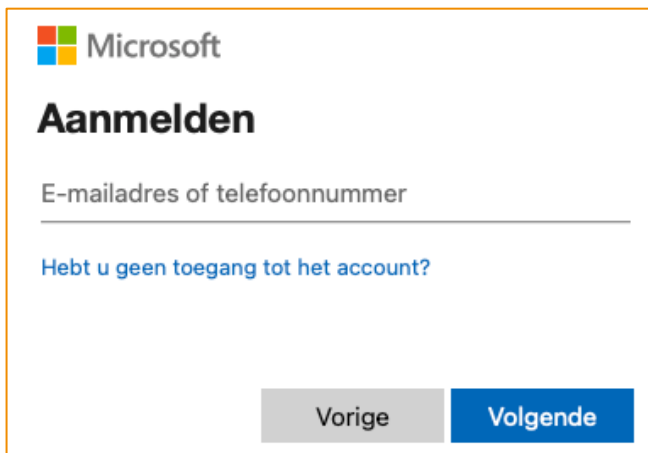 Microsoft
Aanmelden
E-mailadres of telefoonnummer
Hebt u geen toegang tot het account?
Vorige
Volgende